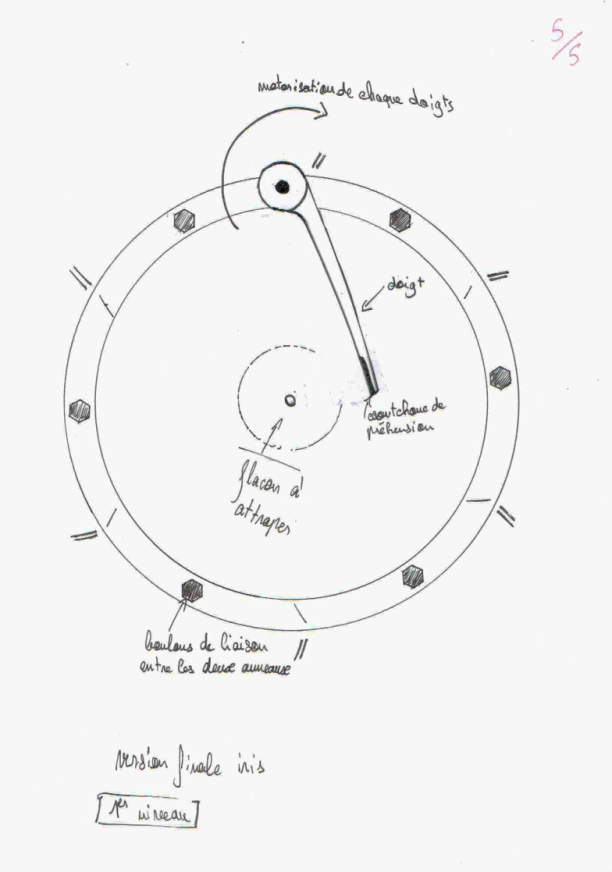 5/5
motorisation de chaque doigts
doigt
caoutchouc de
préhension
flacon à
attraper
boulons de liaison
entre les deux anneaux
version finale iris
1er niveau